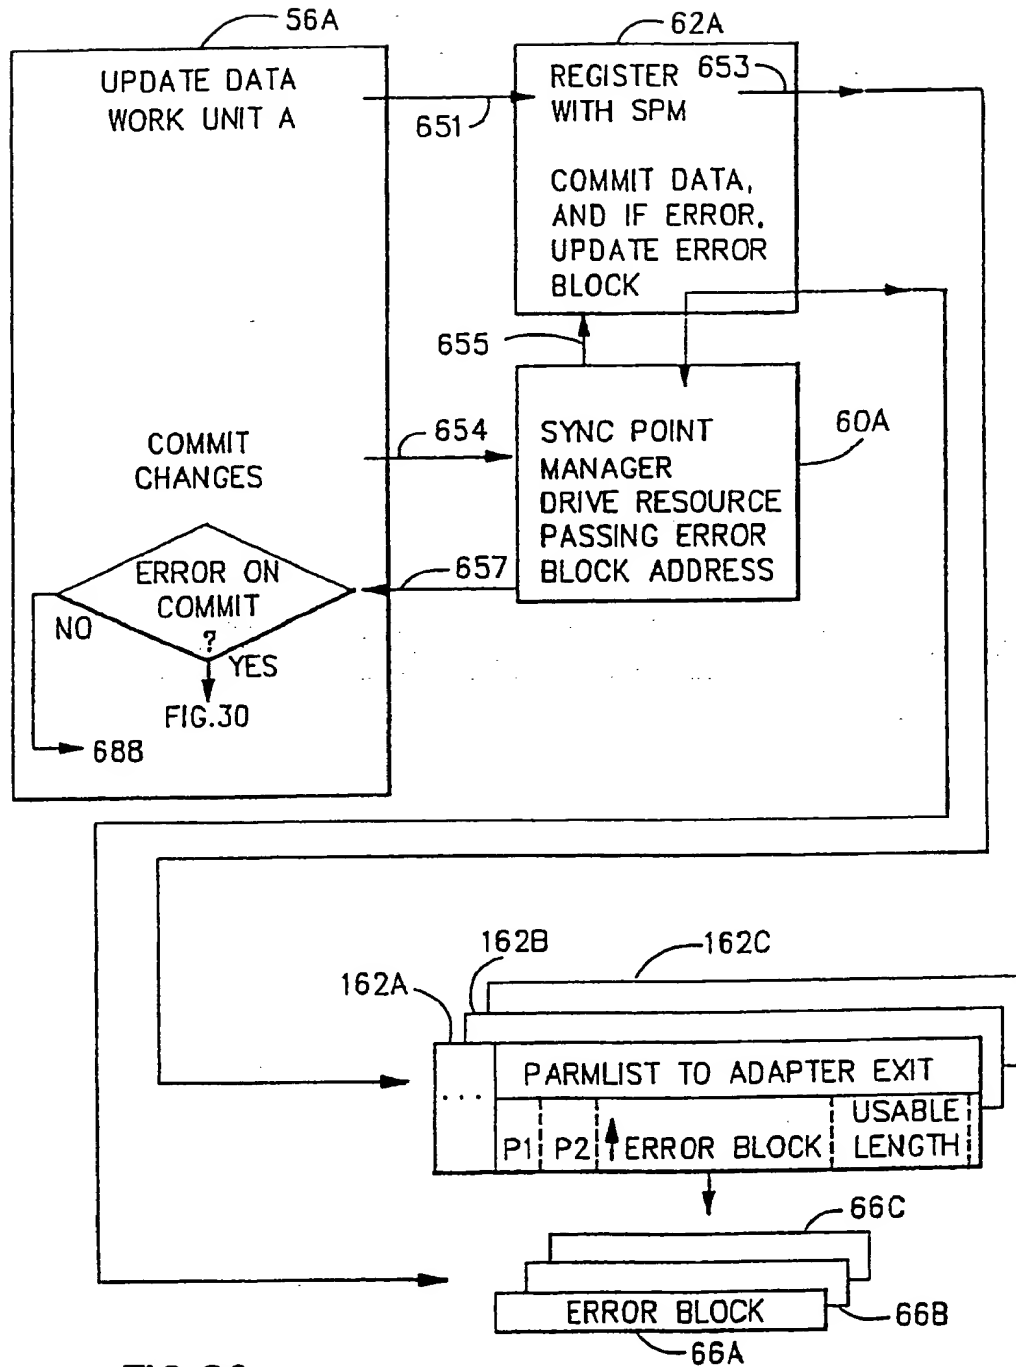 56A
UPDATE DATA
WORK UNIT A
651
62A
REGISTER
WITH SPM
653
COMMIT DATA,
AND IF ERROR,
UPDATE ERROR
BLOCK
655
COMMIT
CHANGES
654
60A
SYNC POINT
MANAGER
DRIVE RESOURCE
PASSING ERROR
BLOCK ADDRESS
657
ERROR ON
COMMIT
?
NO
YES
FIG.30
688
162A
162B
162C
...
PARMLIST TO ADAPTER EXIT
P1
P2
ERROR BLOCK
USABLE
LENGTH
66C
ERROR BLOCK
66B
66A